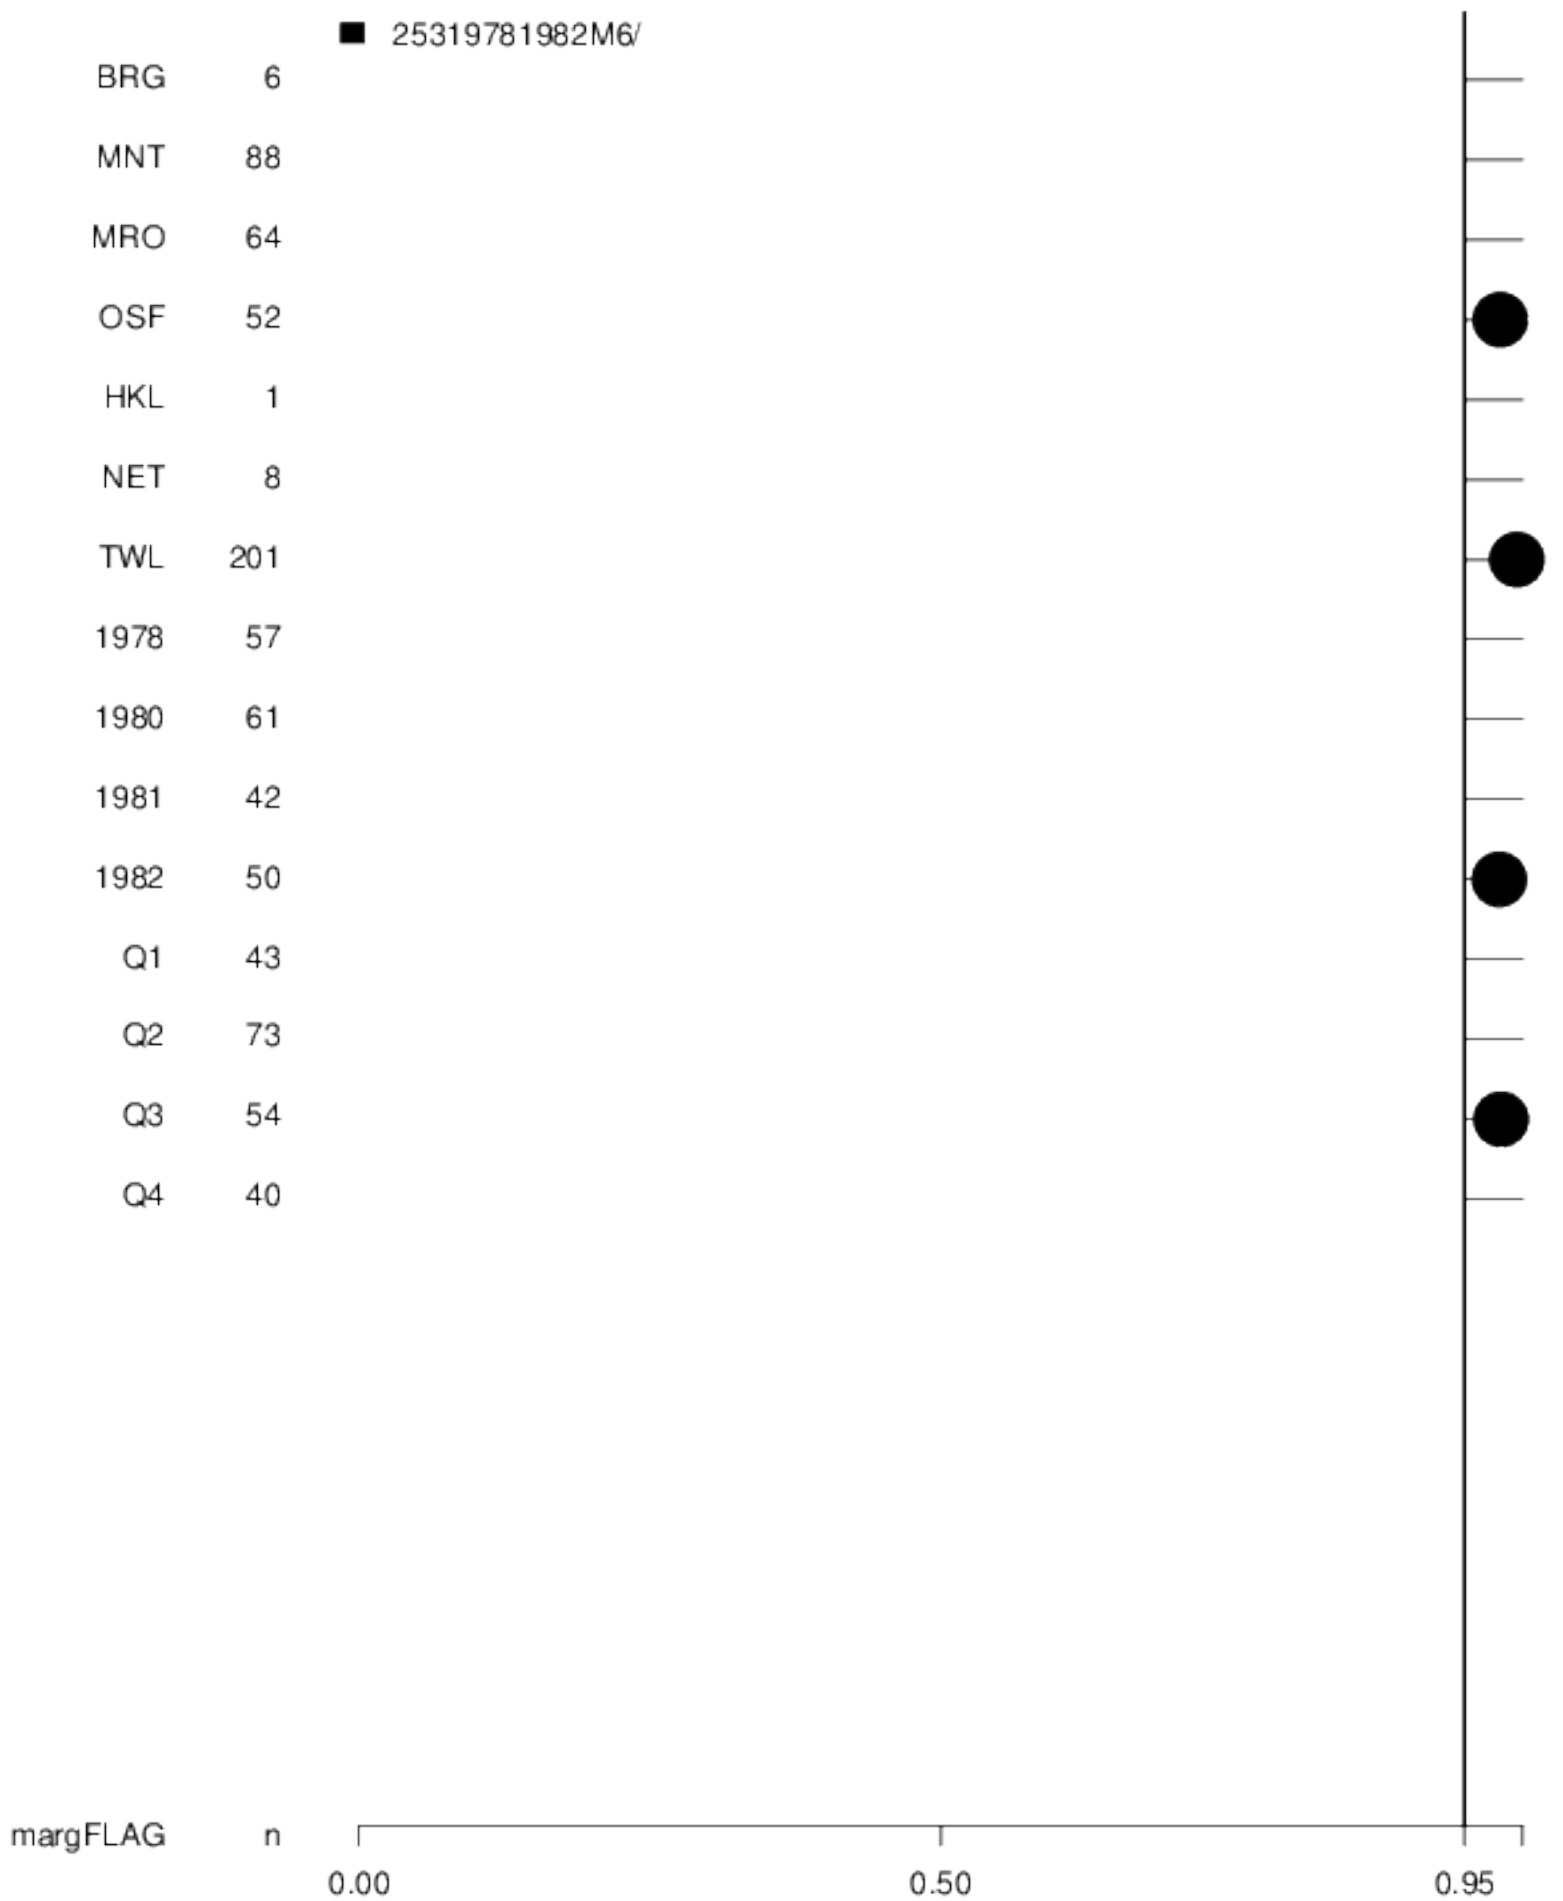 25319781982M6/
BRG 6
MNT 88
MRO 64
OSF 52
HKL 1
NET 8
TWL 201
1978 57
1980 61
1981 42
1982 50
Q1 43
Q2 73
Q3 54
Q4 40
margFLAG n
0.00 0.50 0.95